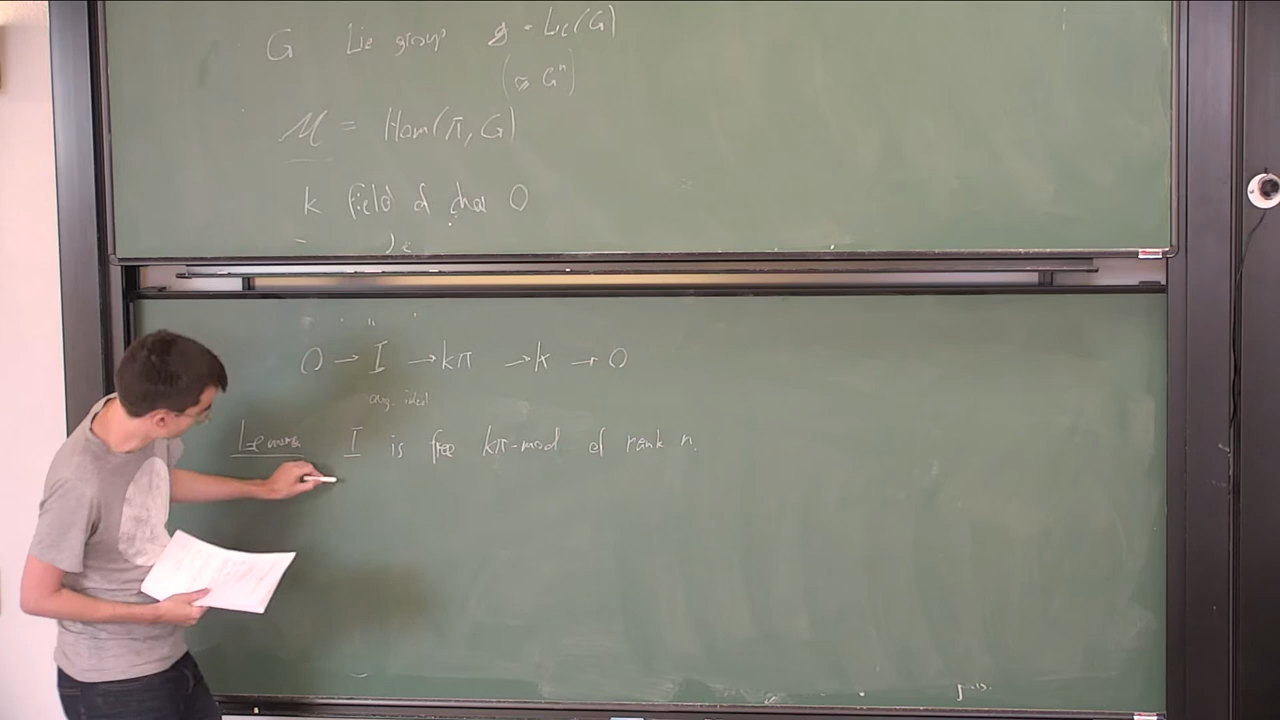 G Lie group 𝔤 = Lie(G)
(≅ Gⁿ)
M = Hom(π, G)
k field of char 0
0 → I → kπ → k → 0
aug. ideal
Lemma I is free kπ-mod of rank n.